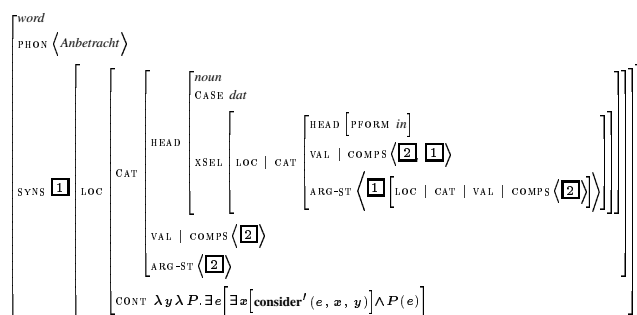 word
PHON ⟨Anbetracht⟩
noun
CASE dat
HEAD [PFORM in]
HEAD
VAL | COMPS ⟨2, 1⟩
XSEL LOC | CAT
CAT
SYNS 1 LOC
ARG-ST ⟨1 [LOC | CAT | VAL | COMPS ⟨2⟩]⟩
VAL | COMPS ⟨2⟩
ARG-ST ⟨2⟩
CONT λyλP.∃e[∃x[consider′(e, x, y)]∧P(e)]